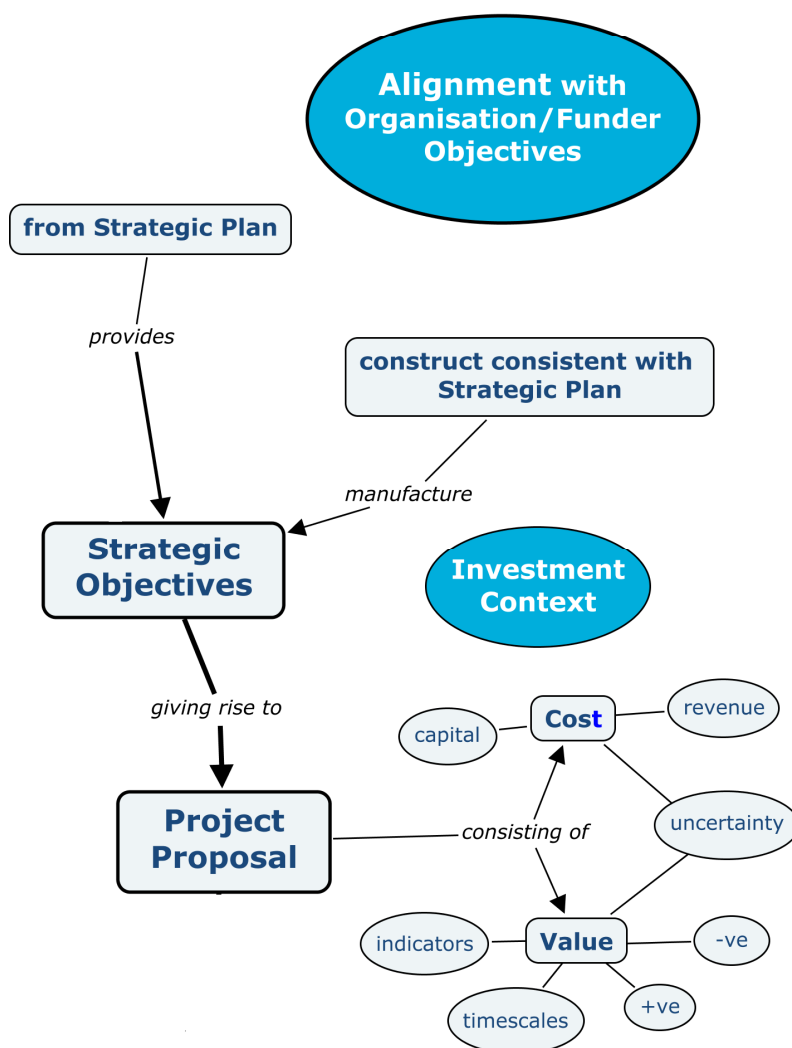 Alignment with
Organisation/Funder
Objectives
from Strategic Plan
provides
construct consistent with
Strategic Plan
manufacture
Strategic
Objectives
Investment
Context
giving rise to
Cost
revenue
capital
Project
Proposal
consisting of
uncertainty
indicators
Value
-ve
timescales
+ve